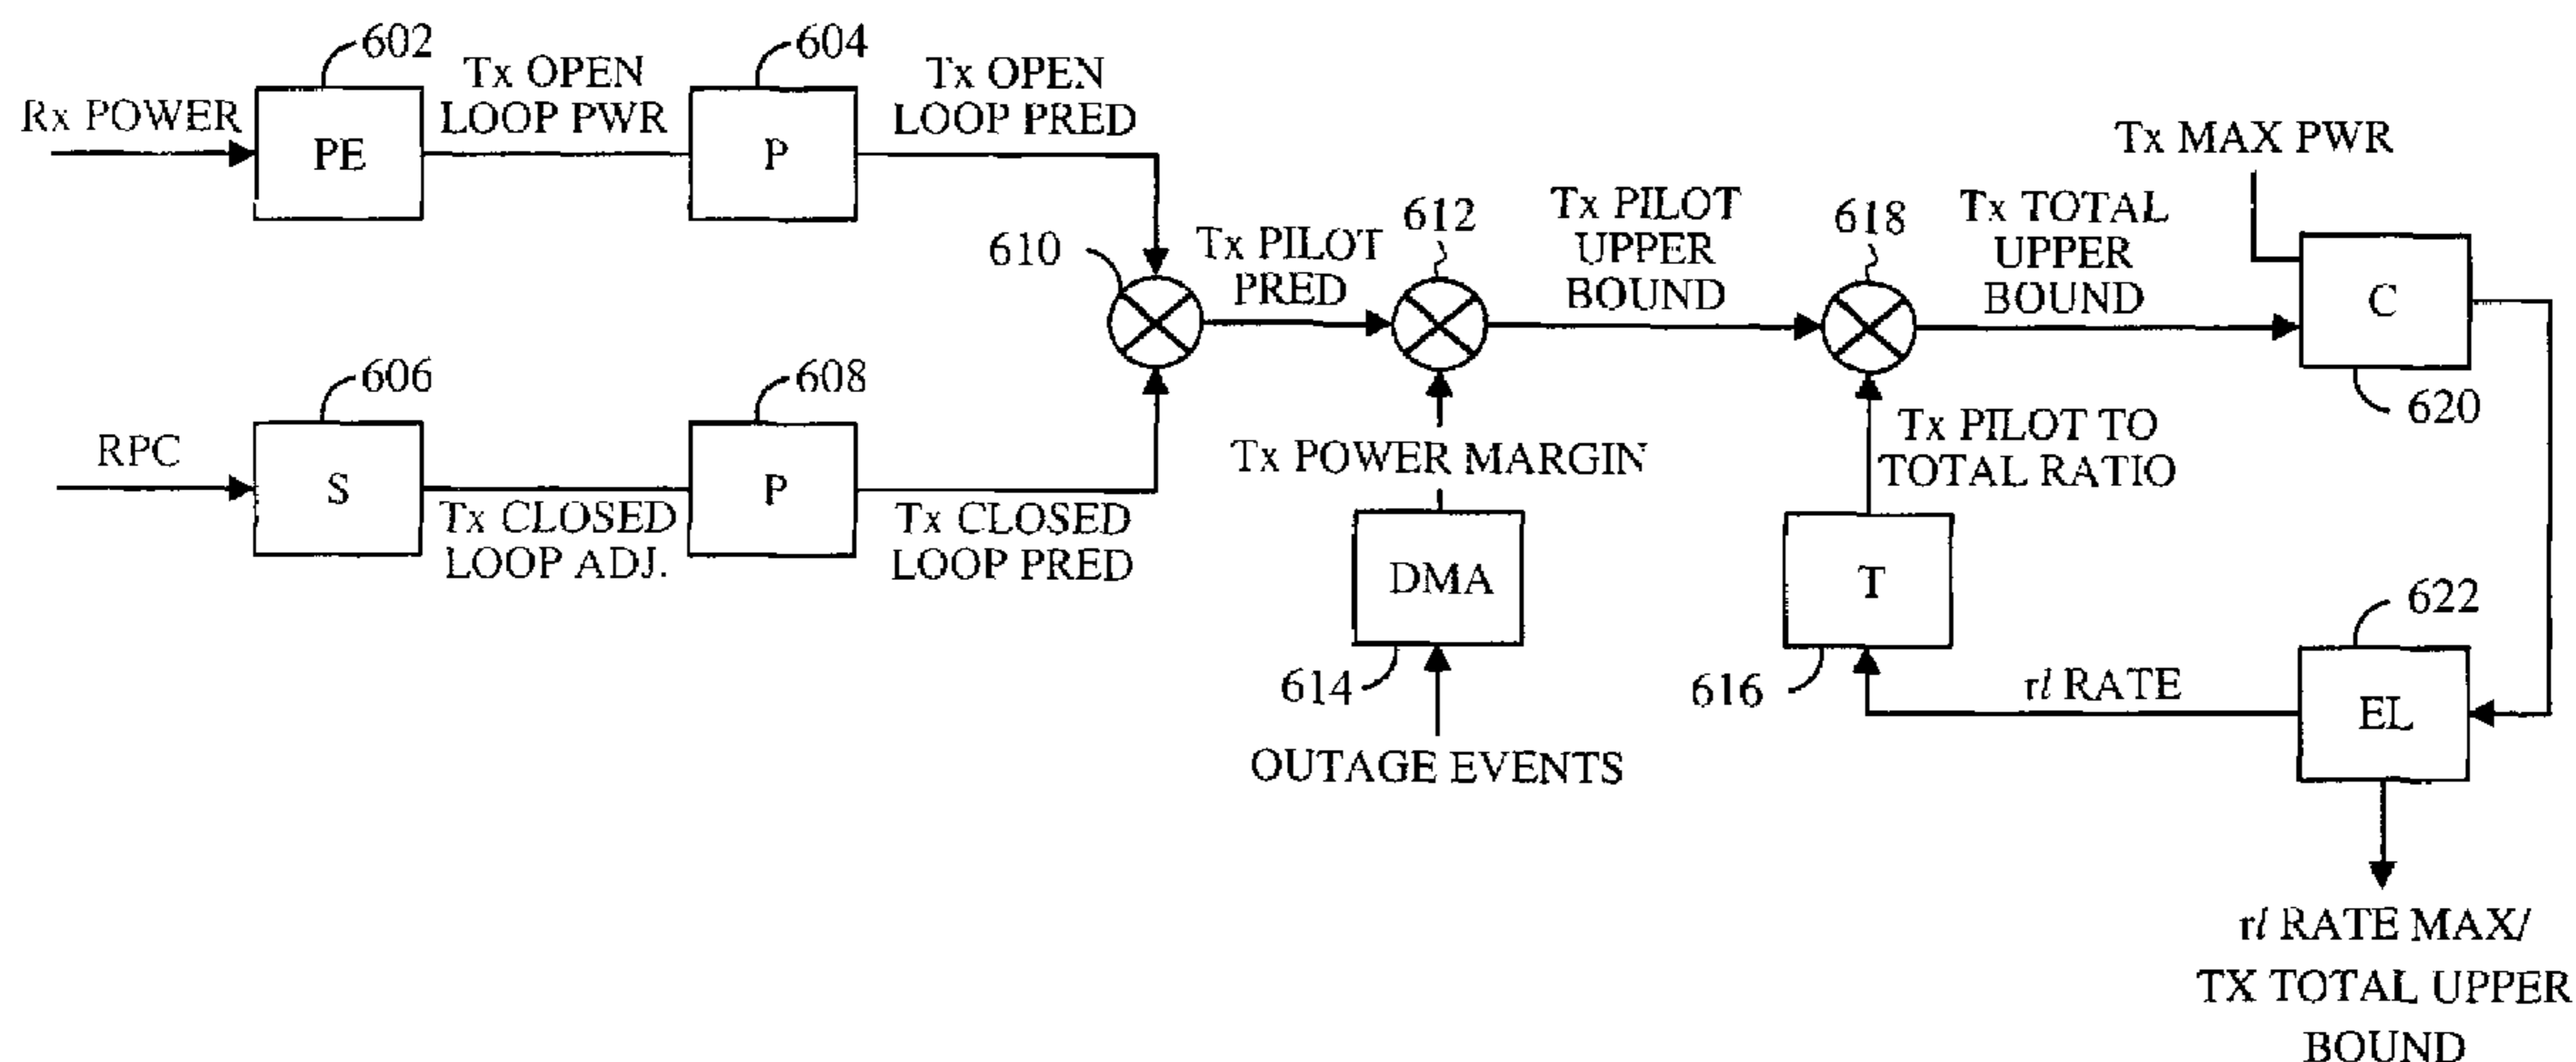 602
Tx OPEN
LOOP PWR
604
Tx OPEN
LOOP PRED
Rx POWER
PE
P
606
RPC
S
Tx CLOSED
LOOP ADJ.
608
P
Tx CLOSED
LOOP PRED
610
Tx PILOT
PRED
612
Tx PILOT
UPPER
BOUND
Tx POWER MARGIN
DMA
614
OUTAGE EVENTS
618
Tx TOTAL
UPPER
BOUND
Tx PILOT TO
TOTAL RATIO
T
616
rl RATE
Tx MAX PWR
C
620
622
EL
rl RATE MAX/
TX TOTAL UPPER
BOUND